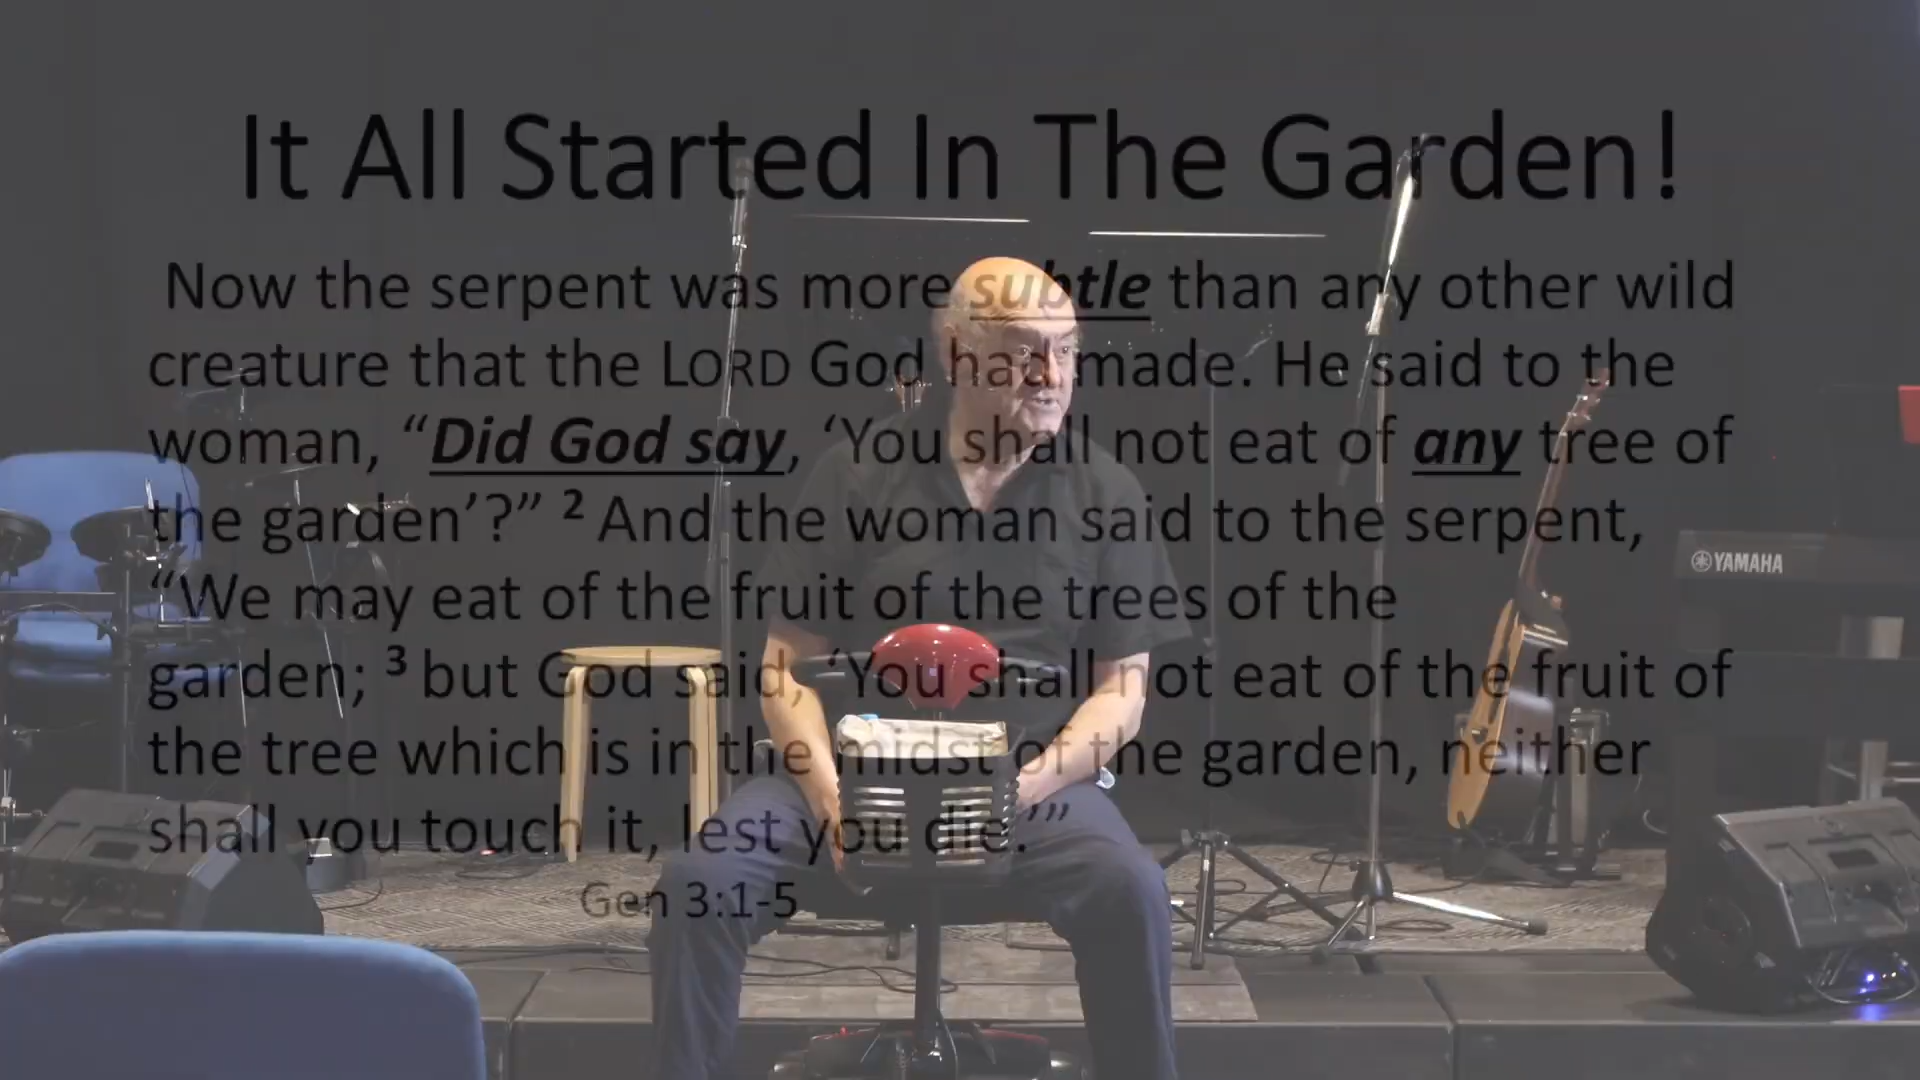 It All Started In The Garden!
Now the serpent was more subtle than any other wild
creature that the LORD God had made. He said to the
woman, “Did God say, ‘You shall not eat of any tree of
the garden’?” 2 And the woman said to the serpent,
“We may eat of the fruit of the trees of the
garden; 3 but God said, ‘You shall not eat of the fruit of
the tree which is in the midst of the garden, neither
shall you touch it, lest you die.’”
Gen 3:1-5
YAMAHA